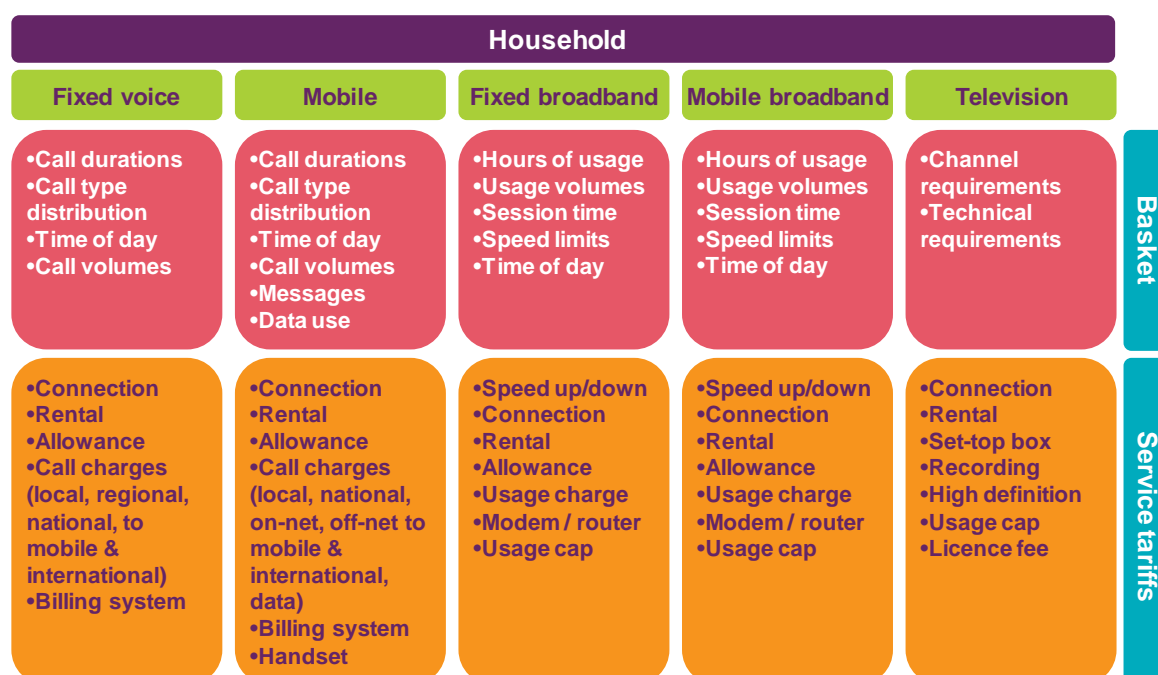 Household
Fixed voice
Mobile
Fixed broadband
Mobile broadband
Television
•Call durations
•Call type
distribution
•Time of day
•Call volumes
•Call durations
•Call type
distribution
•Time of day
•Call volumes
•Messages
•Data use
•Hours of usage
•Usage volumes
•Session time
•Speed limits
•Time of day
•Hours of usage
•Usage volumes
•Session time
•Speed limits
•Time of day
•Channel
requirements
•Technical
requirements
Basket
•Connection
•Rental
•Allowance
•Call charges
(local, regional,
national, to
mobile &
international)
•Billing system
•Connection
•Rental
•Allowance
•Call charges
(local, national,
on-net, off-net to
mobile &
international,
data)
•Billing system
•Handset
•Speed up/down
•Connection
•Rental
•Allowance
•Usage charge
•Modem / router
•Usage cap
•Speed up/down
•Connection
•Rental
•Allowance
•Usage charge
•Modem / router
•Usage cap
•Connection
•Rental
•Set-top box
•Recording
•High definition
•Usage cap
•Licence fee
Service tariffs